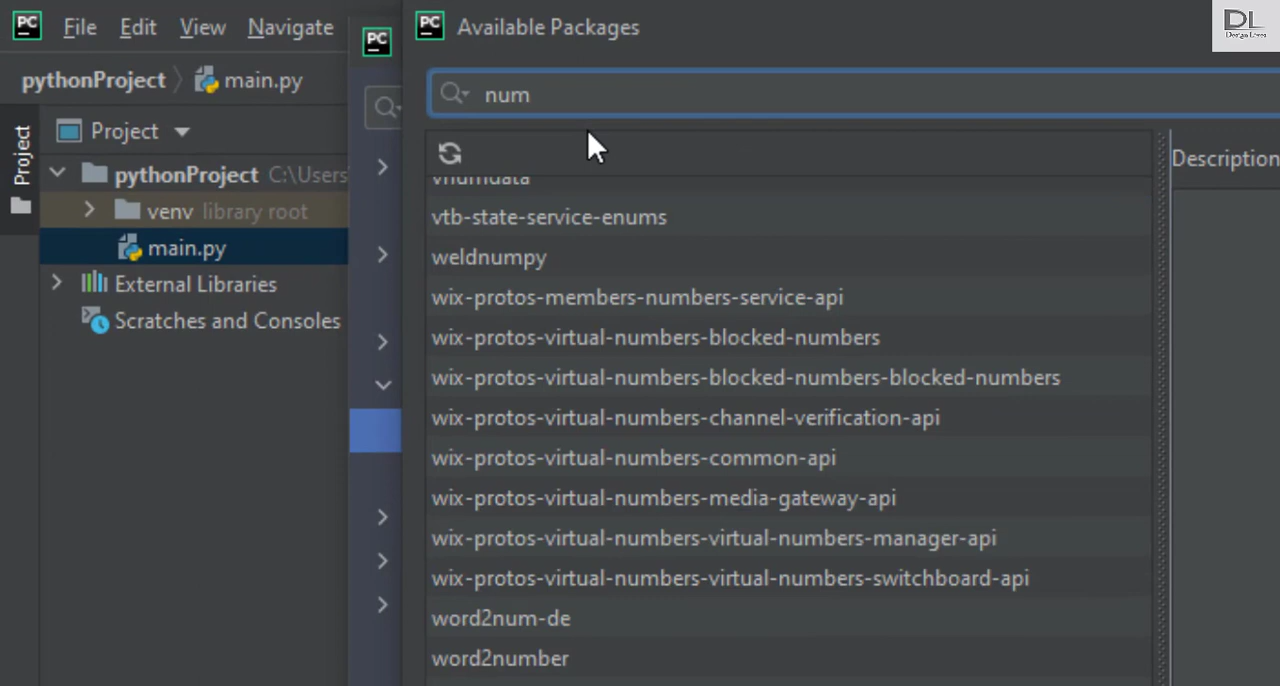 File Edit View Navigate
Available Packages
DL
Design Lines
pythonProject main.py
num
Project
Project
Description
pythonProject C:\Users
vnumdata
venv library root
vtb-state-service-enums
main.py
weldnumpy
External Libraries
wix-protos-members-numbers-service-api
Scratches and Consoles
wix-protos-virtual-numbers-blocked-numbers
wix-protos-virtual-numbers-blocked-numbers-blocked-numbers
wix-protos-virtual-numbers-channel-verification-api
wix-protos-virtual-numbers-common-api
wix-protos-virtual-numbers-media-gateway-api
wix-protos-virtual-numbers-virtual-numbers-manager-api
wix-protos-virtual-numbers-virtual-numbers-switchboard-api
word2num-de
word2number